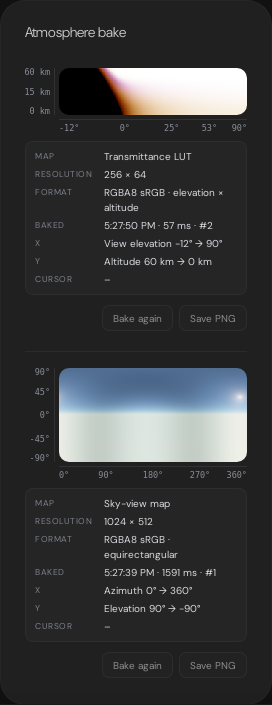 Atmosphere bake
60 km
15 km
0 km
-12° 0° 25° 53° 90°
MAP Transmittance LUT
RESOLUTION 256 × 64
FORMAT RGBA8 sRGB · elevation ×
altitude
BAKED 5:27:50 PM · 57 ms · #2
X View elevation -12° → 90°
Y Altitude 60 km → 0 km
CURSOR –
Bake again Save PNG
90°
45°
0°
-45°
-90°
0° 90° 180° 270° 360°
MAP Sky-view map
RESOLUTION 1024 × 512
FORMAT RGBA8 sRGB ·
equirectangular
BAKED 5:27:39 PM · 1591 ms · #1
X Azimuth 0° → 360°
Y Elevation 90° → -90°
CURSOR –
Bake again Save PNG